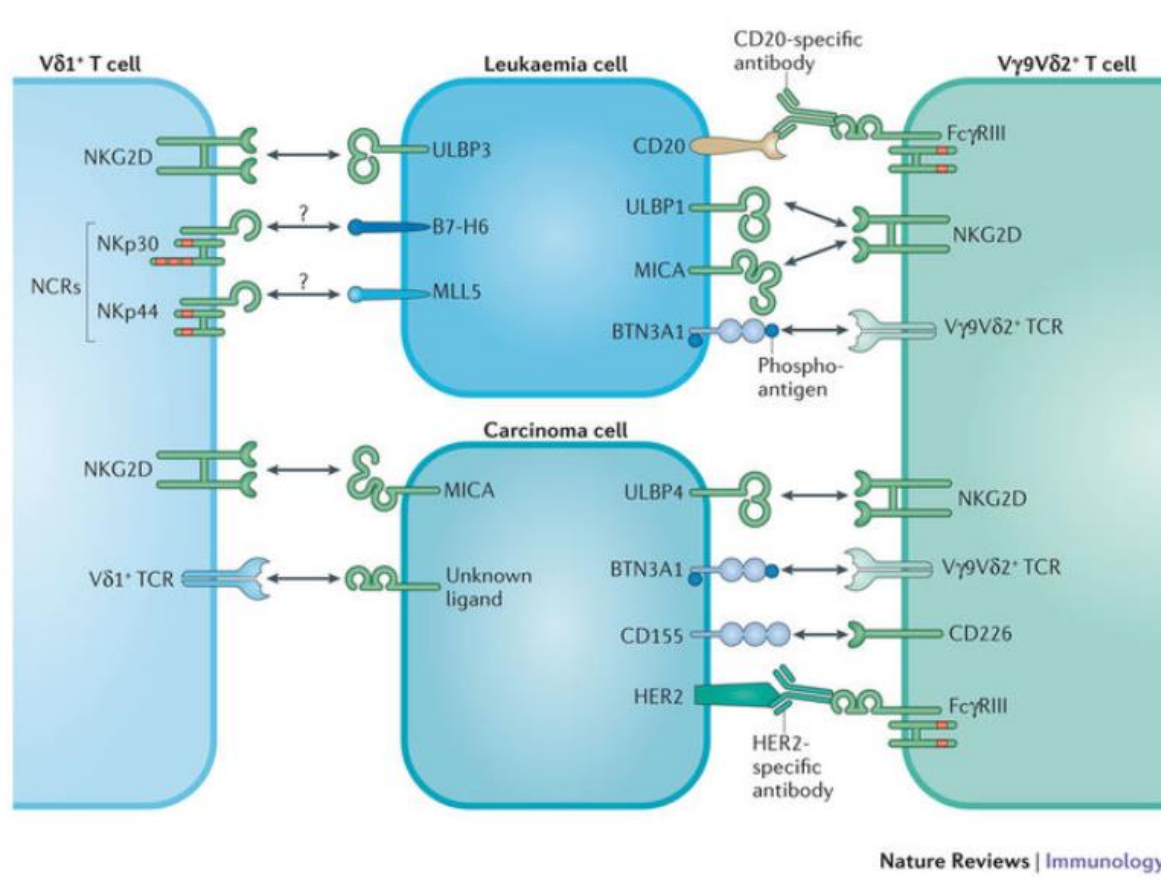 CD20-specific
antibody
Vδ1⁺ T cell
Leukaemia cell
Vγ9Vδ2⁺ T cell
NKG2D
ULBP3
CD20
FcγRIII
?
NKp30
B7-H6
ULBP1
NKG2D
NCRs
?
NKp44
MLL5
MICA
BTN3A1
Vγ9Vδ2⁺ TCR
Phospho-
antigen
Carcinoma cell
NKG2D
MICA
ULBP4
NKG2D
Vδ1⁺ TCR
Unknown
ligand
BTN3A1
Vγ9Vδ2⁺ TCR
CD155
CD226
HER2
FcγRIII
HER2-
specific
antibody
Nature Reviews | Immunology